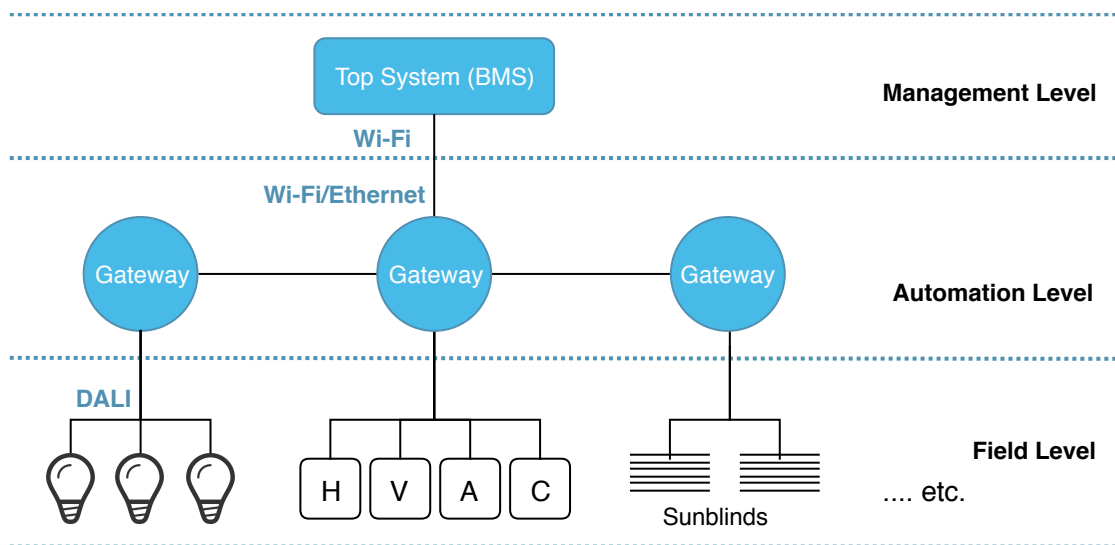 Top System (BMS)
Management Level
Wi-Fi
Wi-Fi/Ethernet
Gateway
Gateway
Gateway
Automation Level
DALI
Field Level
H
V
A
C
.... etc.
Sunblinds